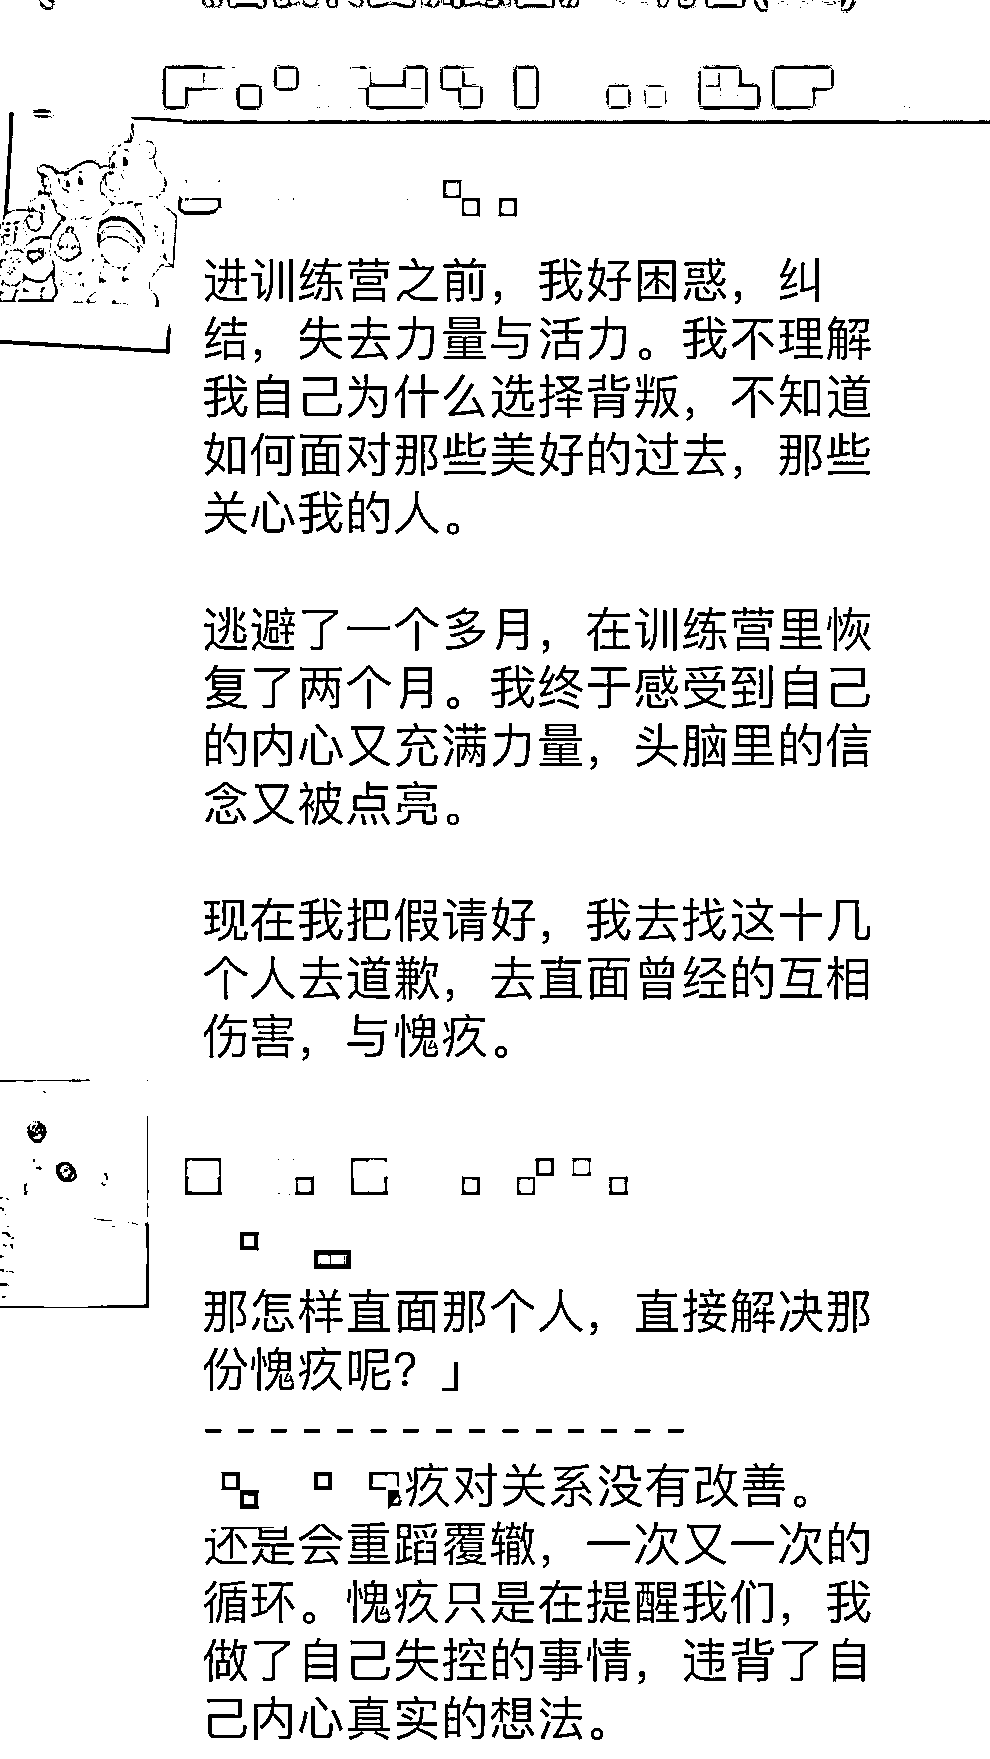 进训练营之前，我好困惑，纠
结，失去力量与活力。我不理解
我自己为什么选择背叛，不知道
如何面对那些美好的过去，那些
关心我的人。
逃避了一个多月，在训练营里恢
复了两个月。我终于感受到自己
的内心又充满力量，头脑里的信
念又被点亮。
现在我把假请好，我去找这十几
个人去道歉，去直面曾经的互相
伤害，与愧疚。
那怎样直面那个人，直接解决那
份愧疚呢？」
- - - - - - - - - - - - - - -
疚对关系没有改善。
还是会重蹈覆辙，一次又一次的
循环。愧疚只是在提醒我们，我
做了自己失控的事情，违背了自
己内心真实的想法。